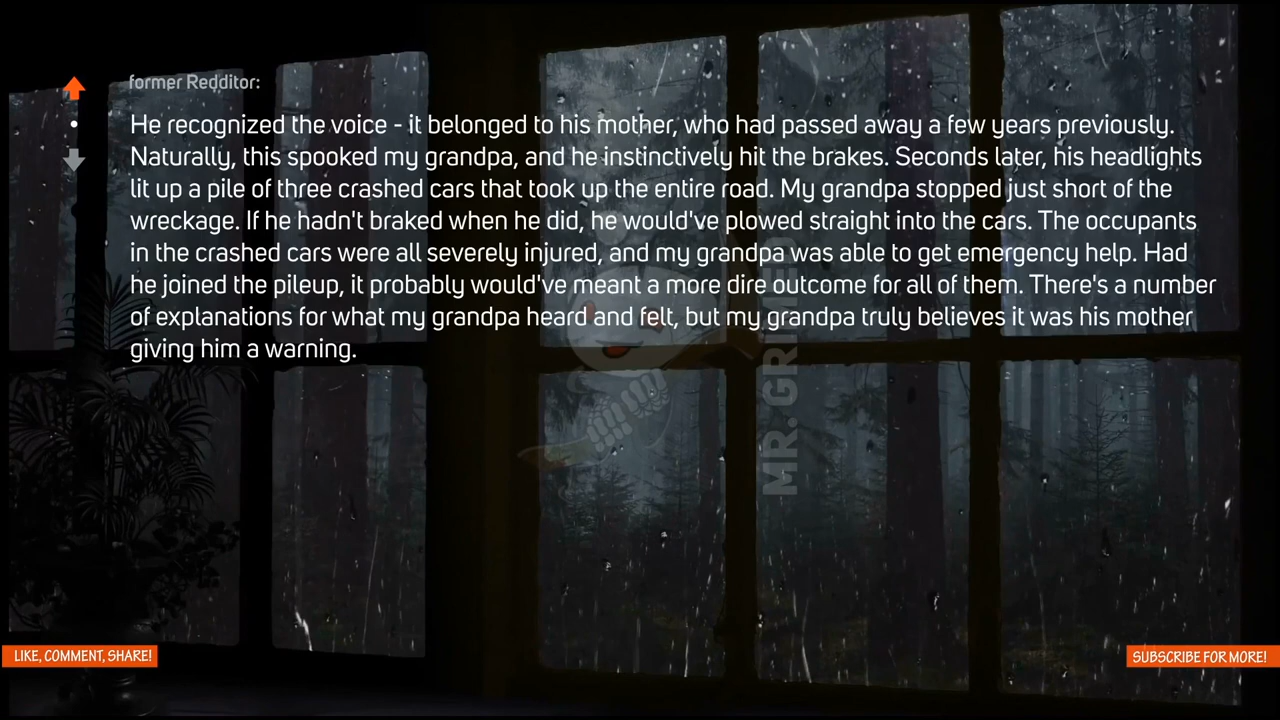 former Redditor:
He recognized the voice - it belonged to his mother, who had passed away a few years previously.
Naturally, this spooked my grandpa, and he instinctively hit the brakes. Seconds later, his headlights
lit up a pile of three crashed cars that took up the entire road. My grandpa stopped just short of the
wreckage. If he hadn't braked when he did, he would've plowed straight into the cars. The occupants
in the crashed cars were all severely injured, and my grandpa was able to get emergency help. Had
he joined the pileup, it probably would've meant a more dire outcome for all of them. There's a number
of explanations for what my grandpa heard and felt, but my grandpa truly believes it was his mother
giving him a warning.
MR. GRIMES
LIKE, COMMENT, SHARE!
SUBSCRIBE FOR MORE!